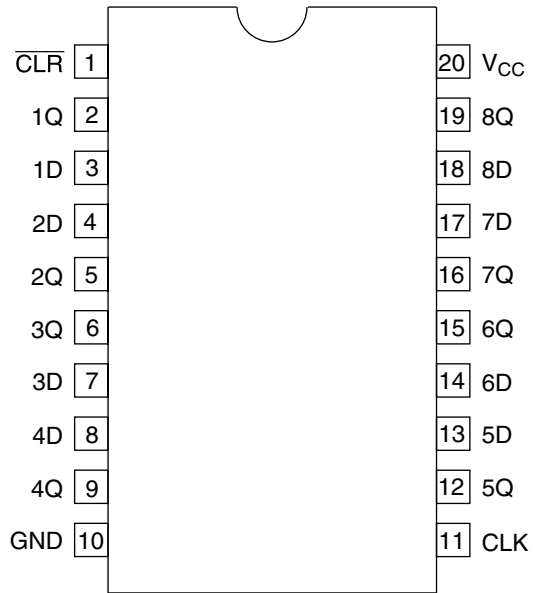 C̅L̅R̅ 1 20 VCC
1Q 2 19 8Q
1D 3 18 8D
2D 4 17 7D
2Q 5 16 7Q
3Q 6 15 6Q
3D 7 14 6D
4D 8 13 5D
4Q 9 12 5Q
GND 10 11 CLK